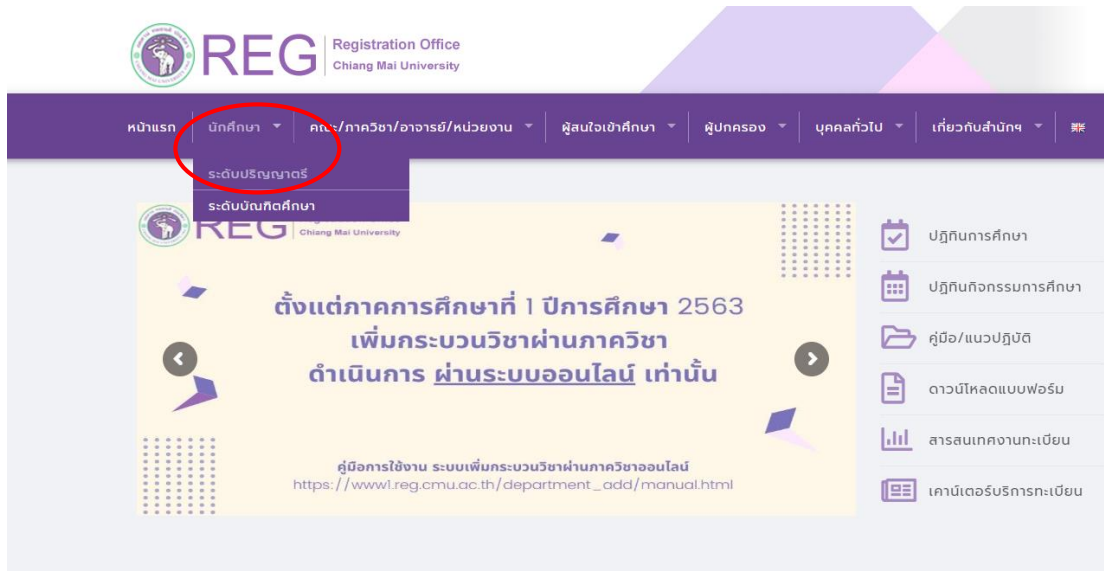 REG
Registration Office
Chiang Mai University
หน้าแรก
นักศึกษา
คณะ/ภาควิชา/อาจารย์/หน่วยงาน
ผู้สนใจเข้าศึกษา
ผู้ปกครอง
บุคคลทั่วไป
เกี่ยวกับสำนักฯ
ระดับปริญญาตรี
ระดับบัณฑิตศึกษา
REG
Chiang Mai University
ตั้งแต่ภาคการศึกษาที่ 1 ปีการศึกษา 2563
เพิ่มกระบวนวิชาผ่านภาควิชา
ดำเนินการ ผ่านระบบออนไลน์ เท่านั้น
คู่มือการใช้งาน ระบบเพิ่มกระบวนวิชาผ่านภาควิชาออนไลน์
https://www1.reg.cmu.ac.th/department_add/manual.html
ปฏิทินการศึกษา
ปฏิทินกิจกรรมการศึกษา
คู่มือ/แนวปฏิบัติ
ดาวน์โหลดแบบฟอร์ม
สารสนเทศงานทะเบียน
เคาน์เตอร์บริการทะเบียน